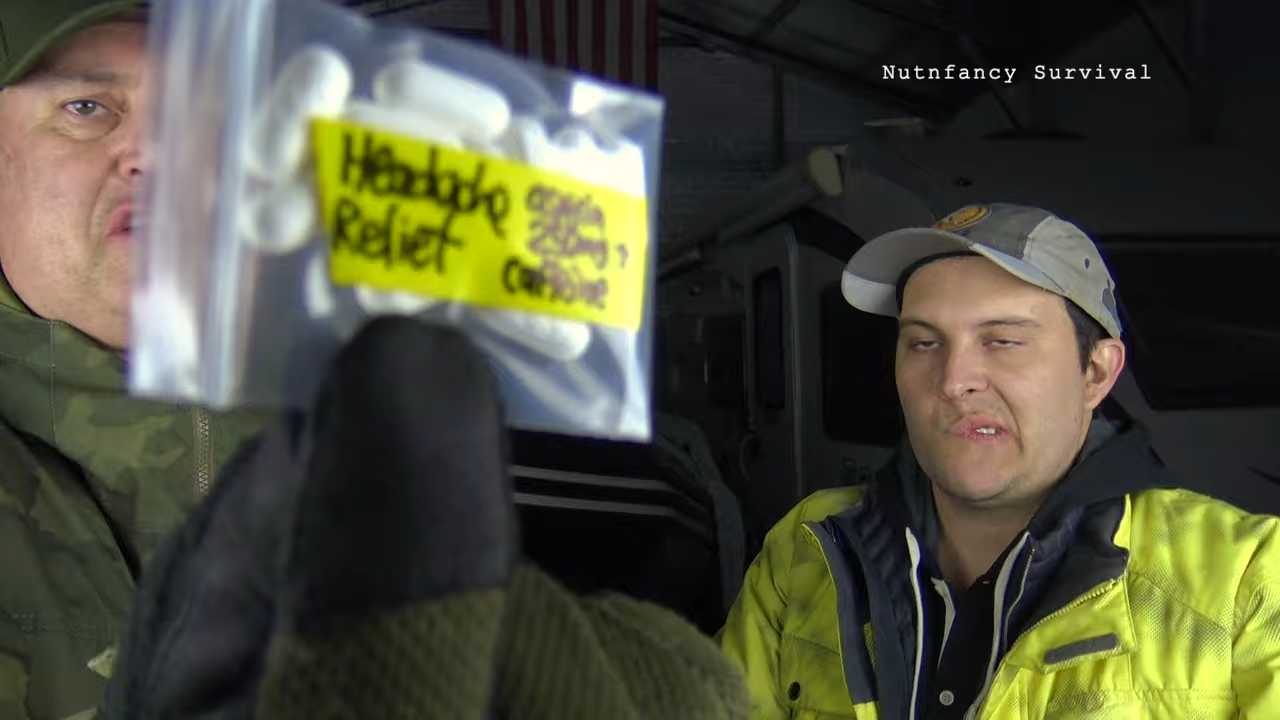 Nutnfancy Survival
Headache
Relief
250mg +
caffeine